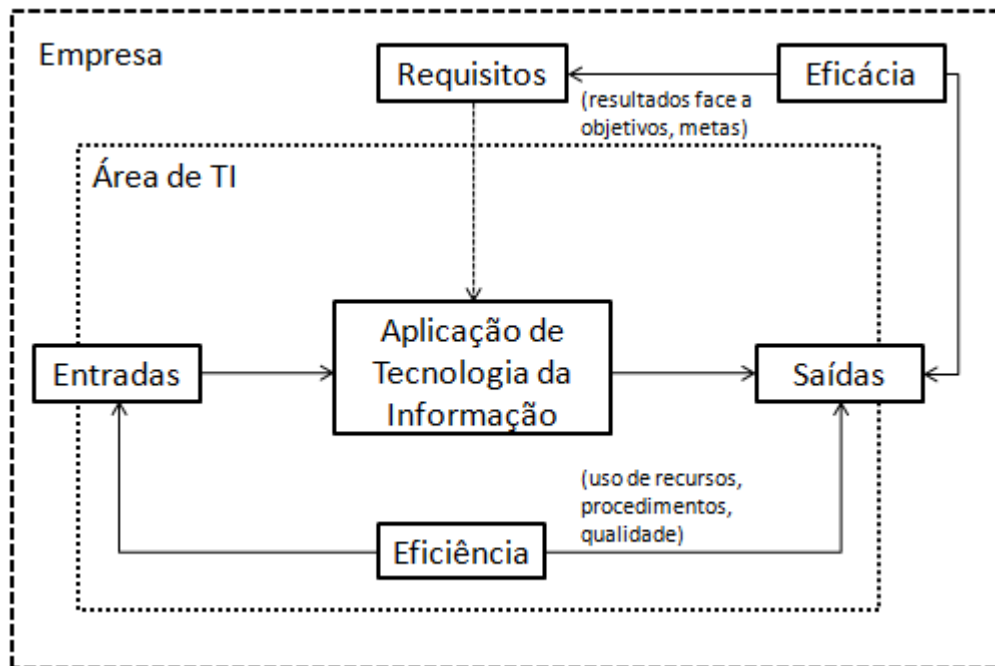 Empresa
Requisitos
Eficácia
(resultados face a
objetivos, metas)
Área de TI
Aplicação de
Tecnologia da
Informação
Entradas
Saídas
(uso de recursos,
procedimentos,
qualidade)
Eficiência